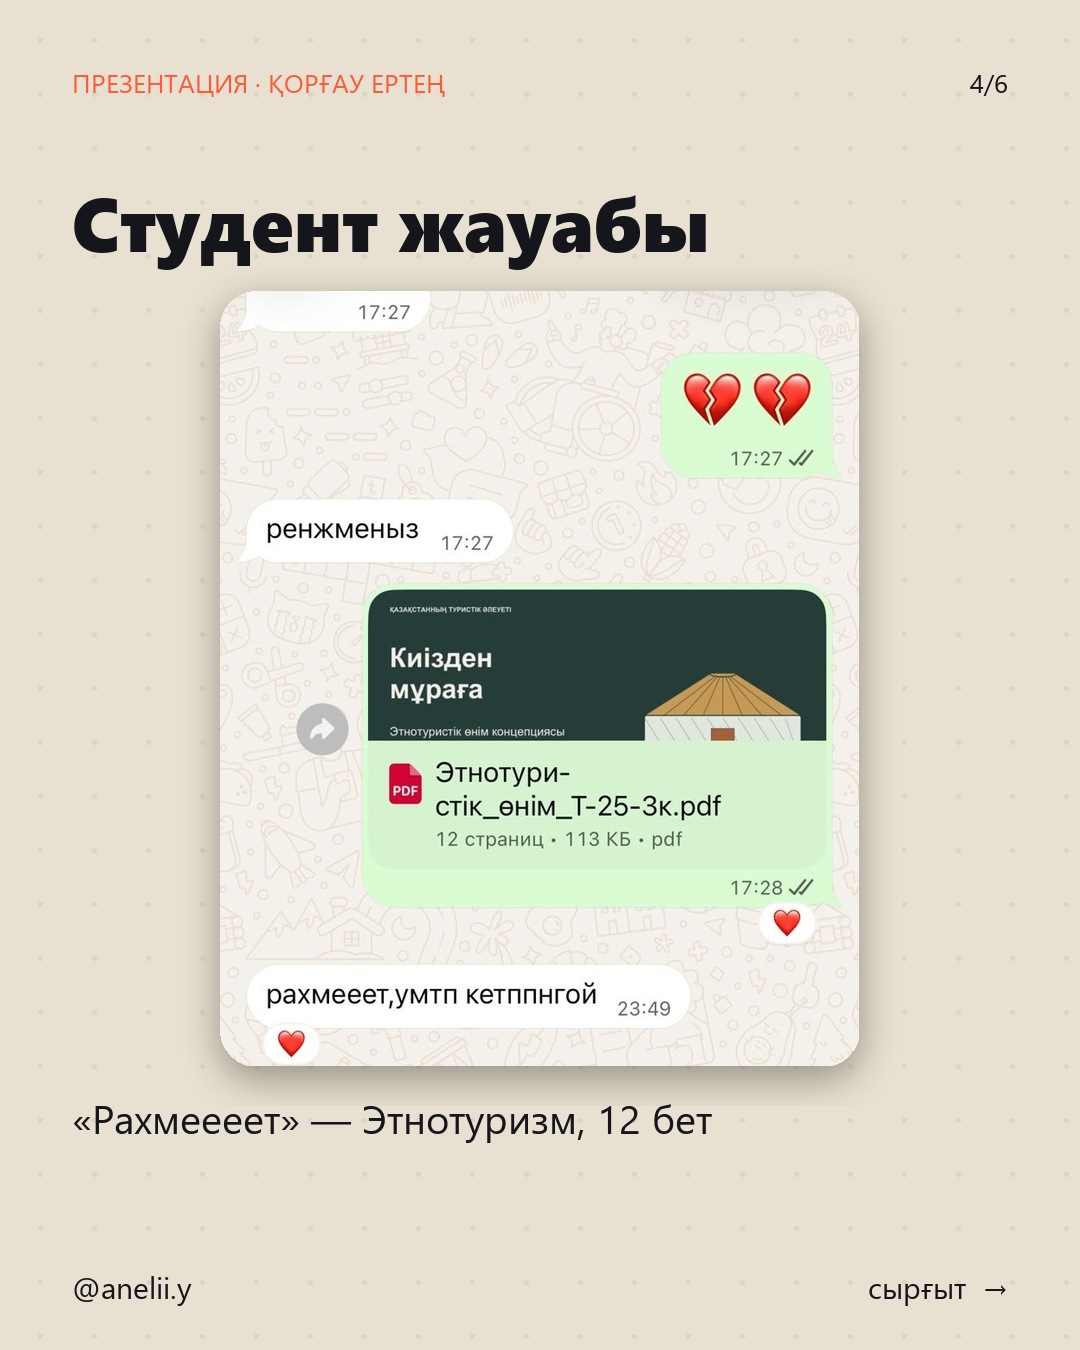 ПРЕЗЕНТАЦИЯ · ҚОРҒАУ ЕРТЕҢ
4/6
Студент жауабы
17:27
💔 💔
17:27
ренжменыз
17:27
ҚАЗАҚСТАННЫҢ ТУРИСТІК ӘЛЕУЕТІ
Киізден
мұраға
Этнотуристік өнім концепциясы
PDF
Этнотури-
стік_өнім_Т-25-3к.pdf
12 страниц • 113 КБ • pdf
17:28
❤️
рахмееет,умтп кетппнгой
23:49
❤️
«Рахмеееет» — Этнотуризм, 12 бет
@anelii.y
сырғыт →